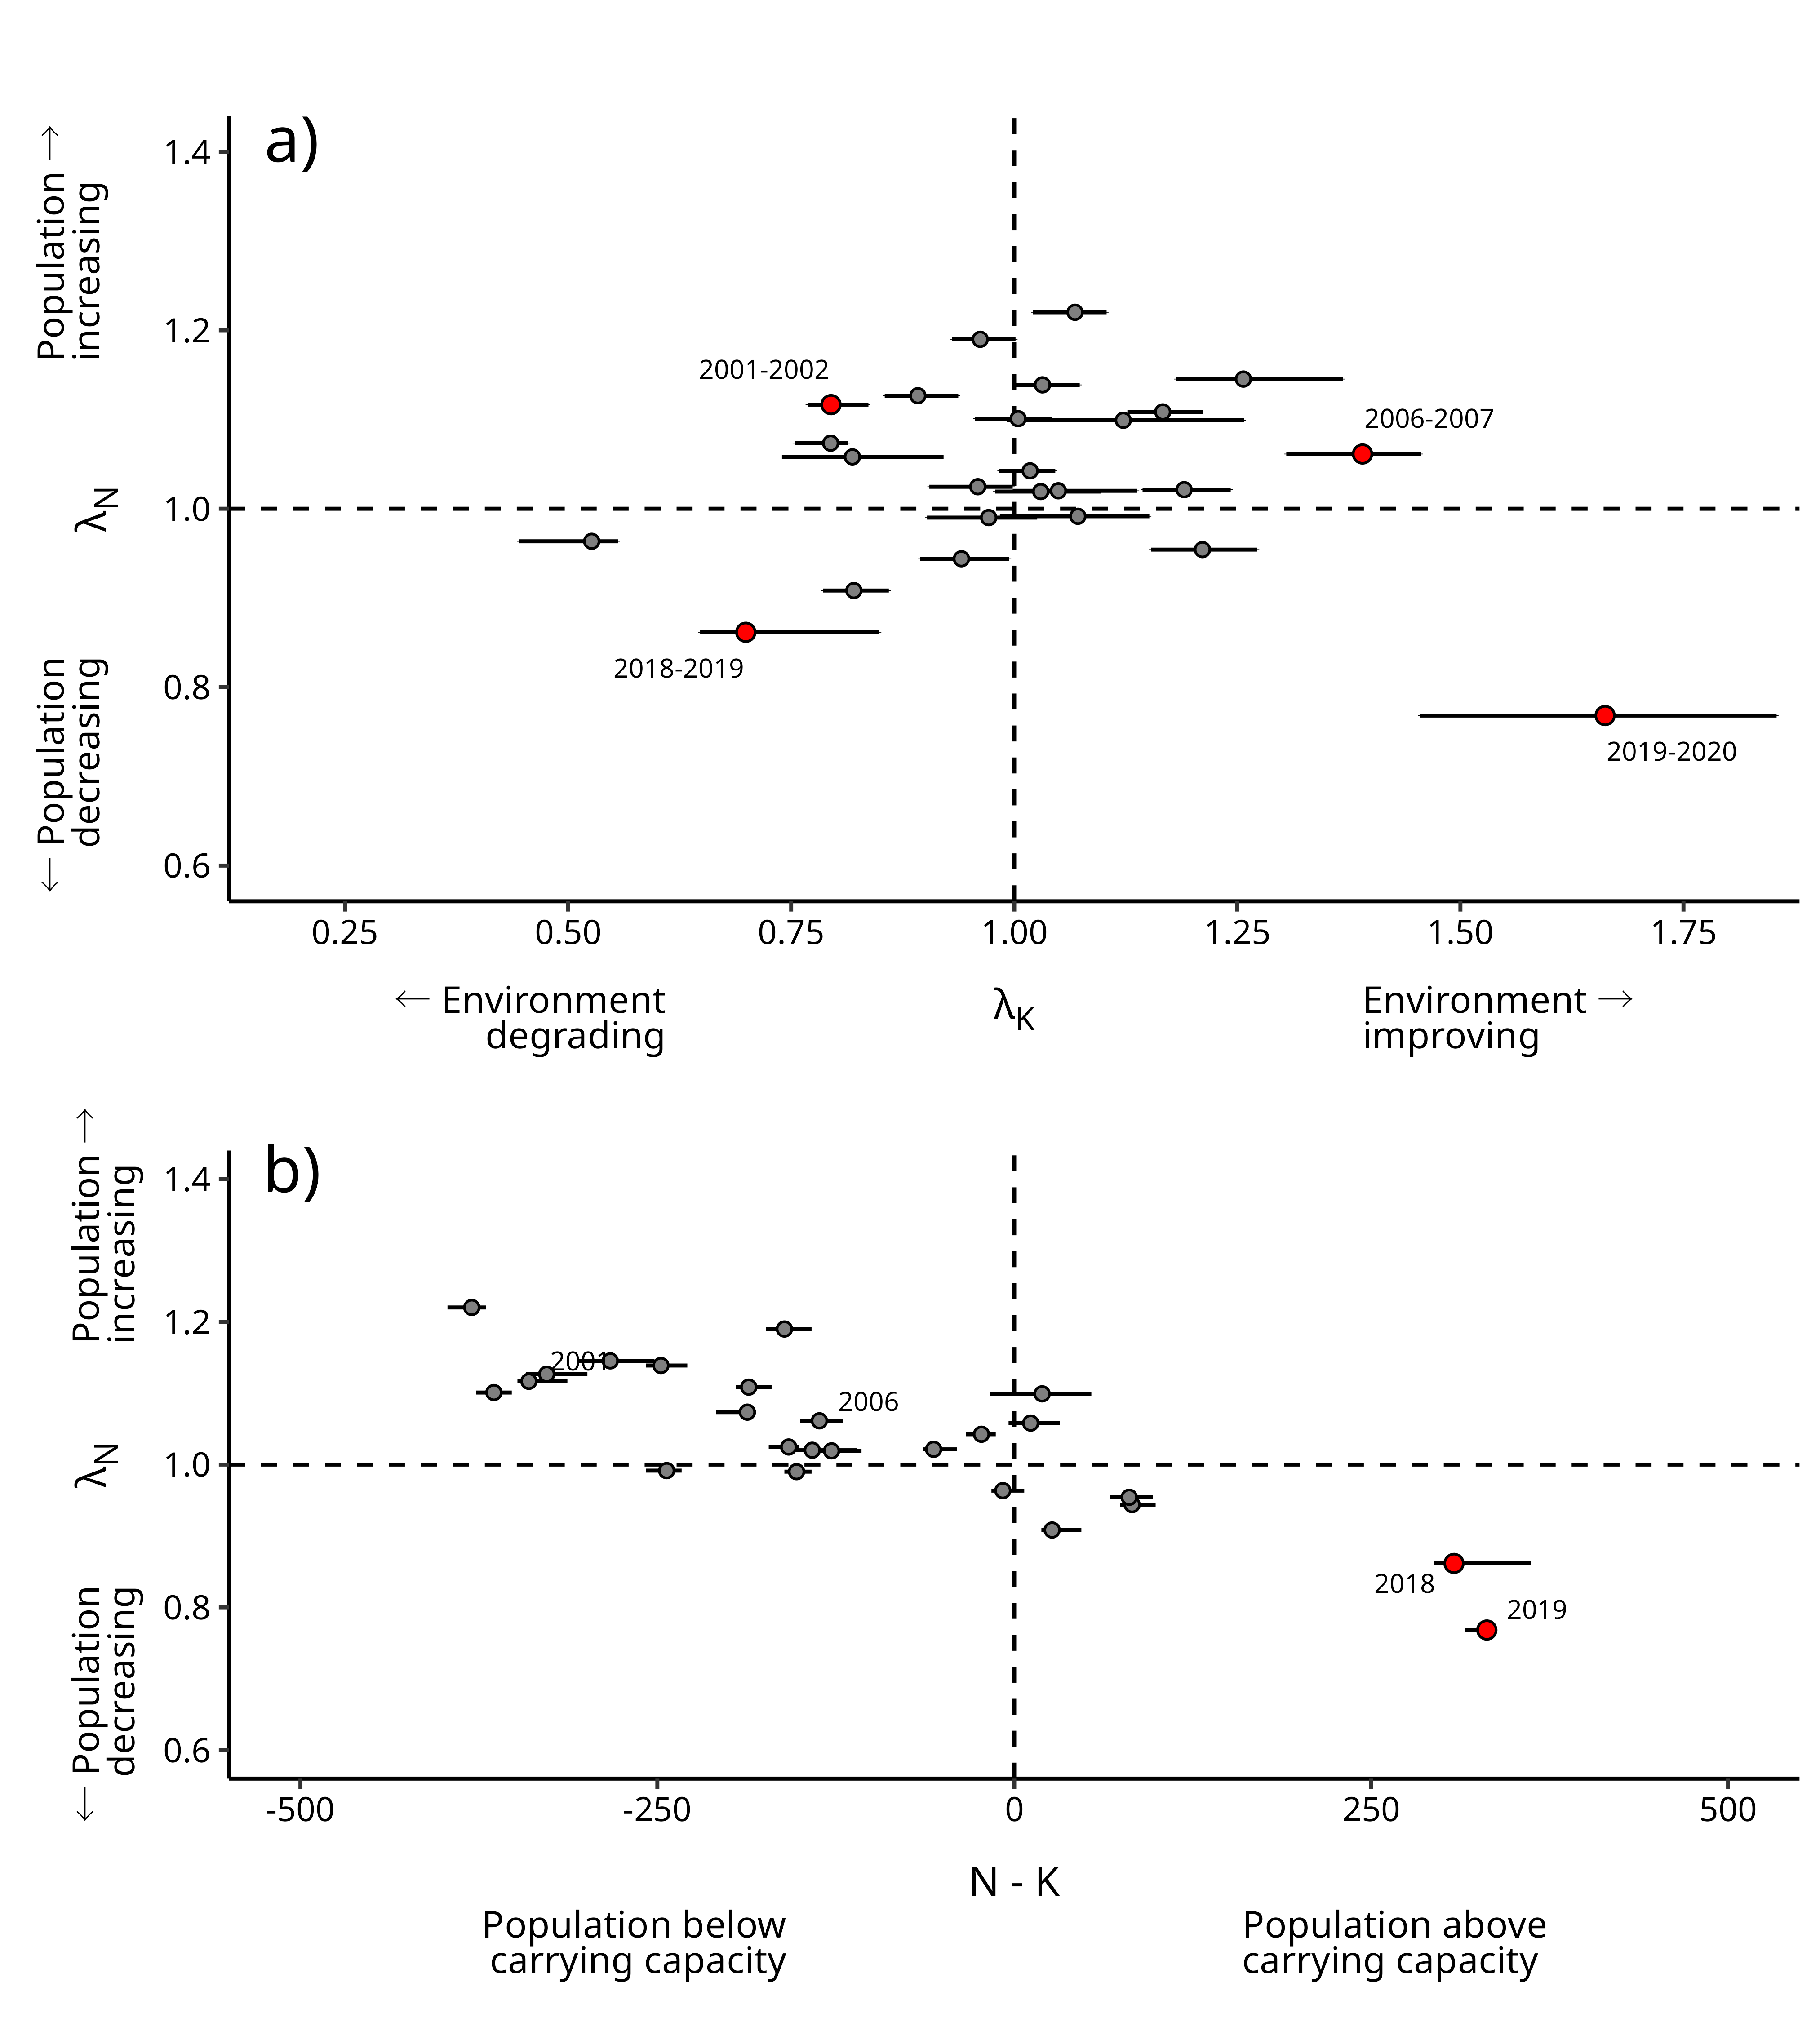 a)
Population →
increasing
λN
← Population
decreasing
1.4
1.2
1.0
0.8
0.6
2001-2002
2006-2007
2018-2019
2019-2020
0.25 0.50 0.75 1.00 1.25 1.50 1.75
← Environment
degrading
λK
Environment →
improving
b)
Population →
increasing
λN
← Population
decreasing
1.4
1.2
1.0
0.8
0.6
2001
2006
2018
2019
-500 -250 0 250 500
N - K
Population below
carrying capacity
Population above
carrying capacity